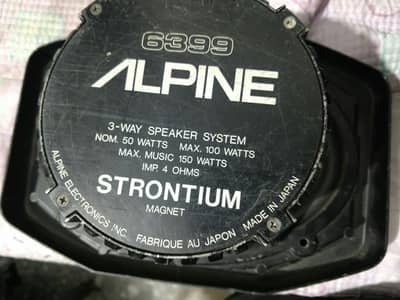 6399
ALPINE
3-WAY SPEAKER SYSTEM
NOM. 50 WATTS MAX. 100 WATTS
MAX. MUSIC 150 WATTS
IMP. 4 OHMS
STRONTIUM
MAGNET
ALPINE ELECTRONICS INC. FABRIQUE AU JAPON MADE IN JAPAN